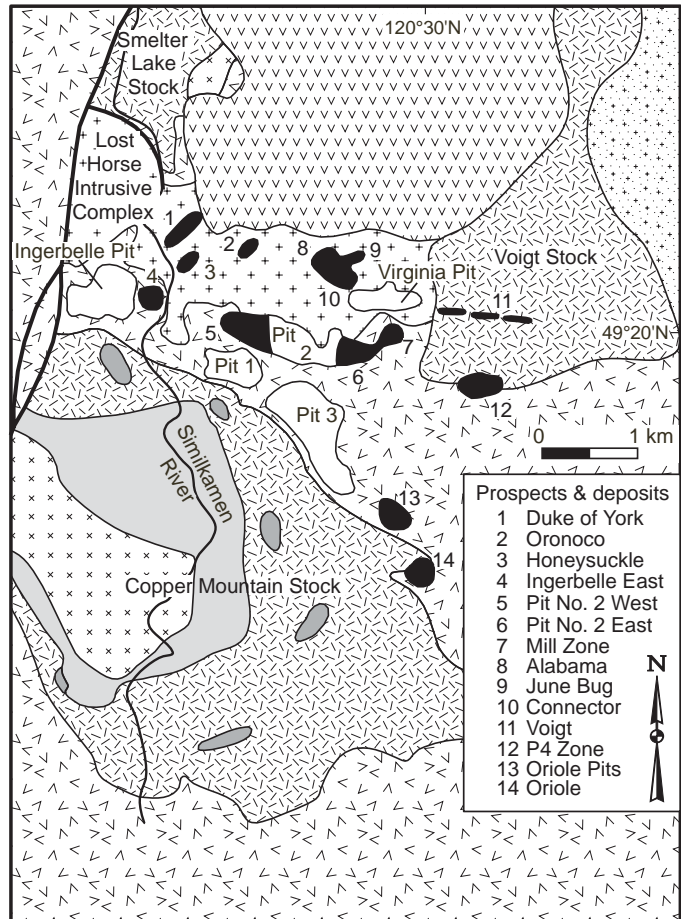 120°30'N
Smelter
Lake
Stock
Lost
Horse
Intrusive
Complex
1
2
3
Ingerbelle Pit
4
8
9
10
Virginia Pit
Voigt Stock
11
49°20'N
5
Pit
2
6
7
Pit 1
12
Pit 3
0 1 km
Similkamen
River
13
14
Copper Mountain Stock
Prospects & deposits
1 Duke of York
2 Oronoco
3 Honeysuckle
4 Ingerbelle East
5 Pit No. 2 West
6 Pit No. 2 East
7 Mill Zone
8 Alabama
9 June Bug
10 Connector
11 Voigt
12 P4 Zone
13 Oriole Pits
14 Oriole
N